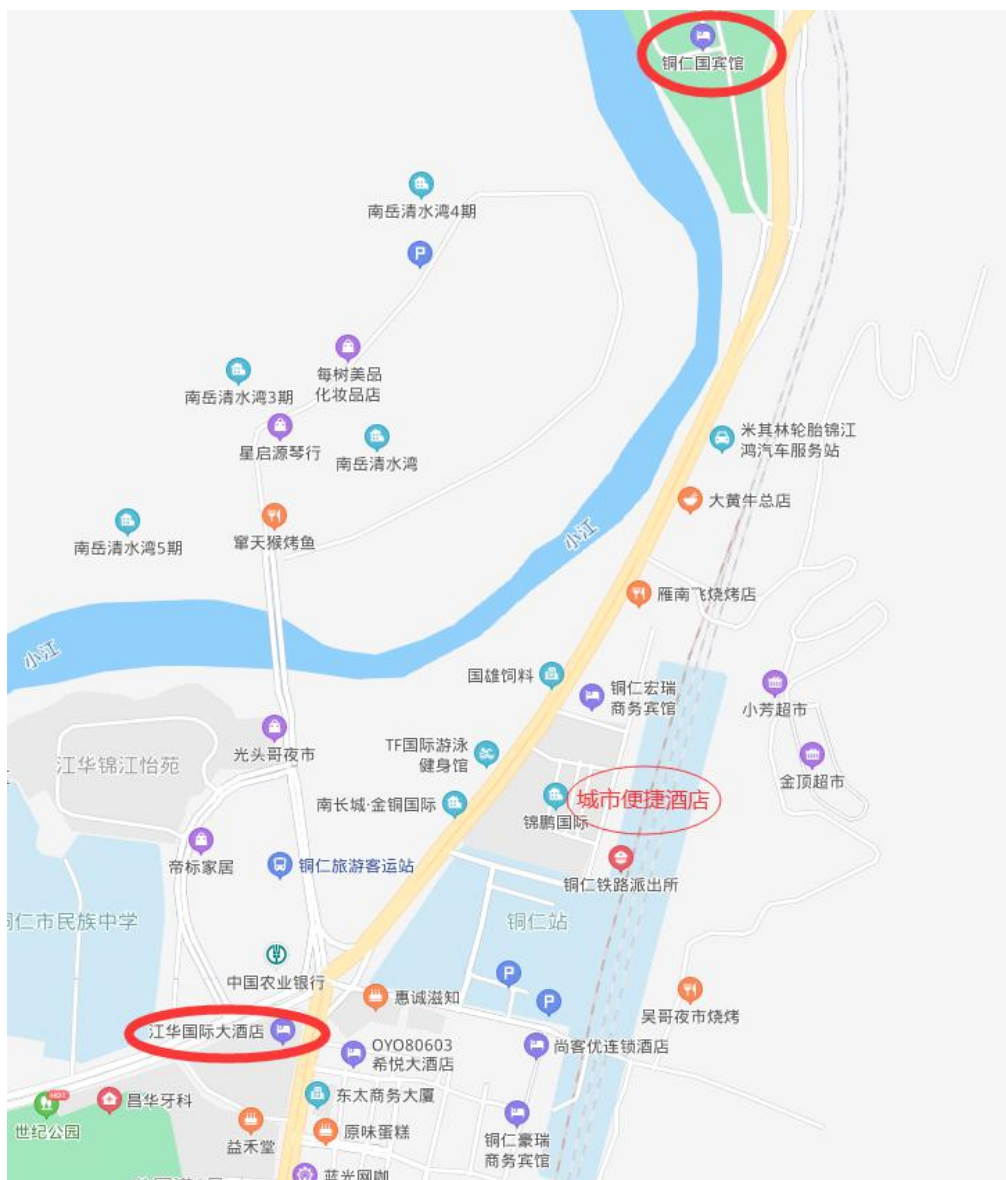 铜仁国宾馆
南岳清水湾4期
P
每树美品
化妆品店
南岳清水湾3期
星启源琴行
南岳清水湾
米其林轮胎锦江
鸿汽车服务站
大黄牛总店
南岳清水湾5期
窜天猴烤鱼
小江
雁南飞烧烤店
小江
国雄饲料
铜仁宏瑞
商务宾馆
小芳超市
光头哥夜市
TF国际游泳
健身馆
江华锦江怡苑
金顶超市
南长城·金铜国际
城市便捷酒店
锦鹏国际
帝标家居
铜仁旅游客运站
铜仁铁路派出所
仁市民族中学
铜仁站
中国农业银行
P
惠诚滋知
P
吴哥夜市烧烤
江华国际大酒店
OYO80603
希悦大酒店
尚客优连锁酒店
HOT
昌华牙科
东太商务大厦
世纪公园
益禾堂
原味蛋糕
铜仁豪瑞
商务宾馆
蓝光网咖